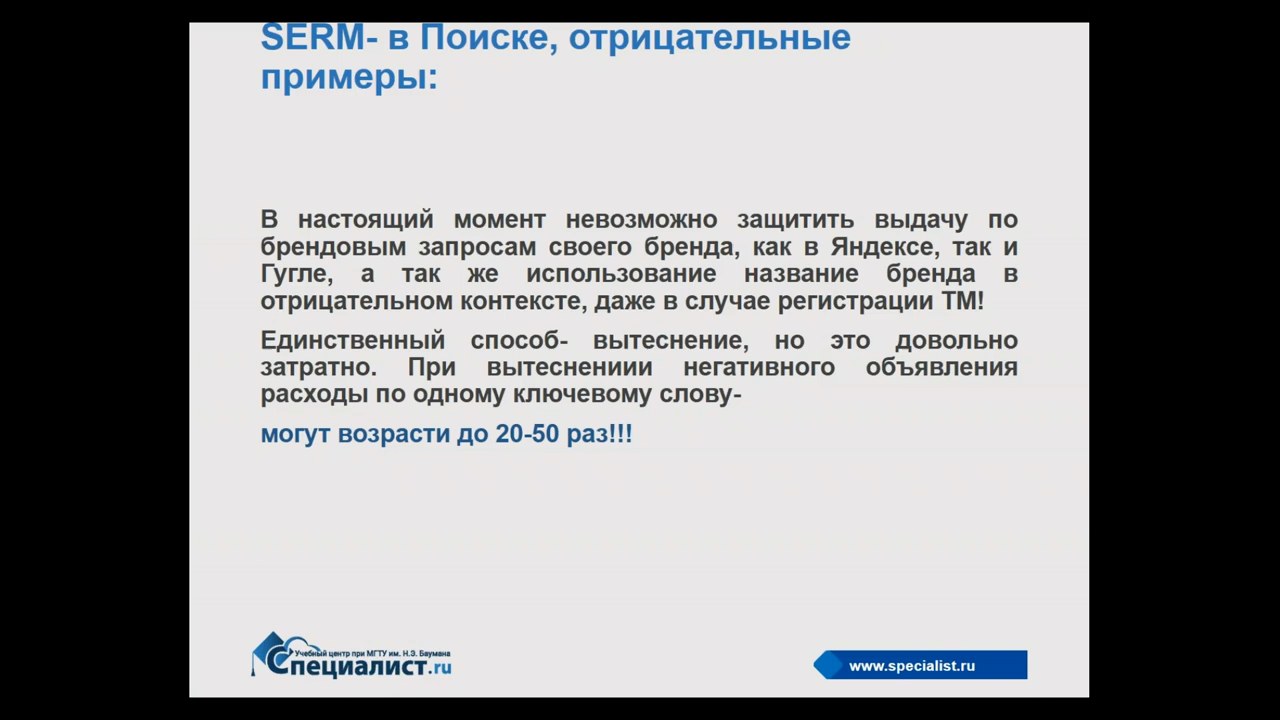 SERM- в Поиске, отрицательные
примеры:
В настоящий момент невозможно защитить выдачу по
брендовым запросам своего бренда, как в Яндексе, так и
Гугле, а так же использование название бренда в
отрицательном контексте, даже в случае регистрации ТМ!
Единственный способ- вытеснение, но это довольно
затратно. При вытеснениии негативного объявления
расходы по одному ключевому слову-
могут возрасти до 20-50 раз!!!
Учебный центр при МГТУ им. Н.Э. Баумана
Специалист.ru
www.specialist.ru